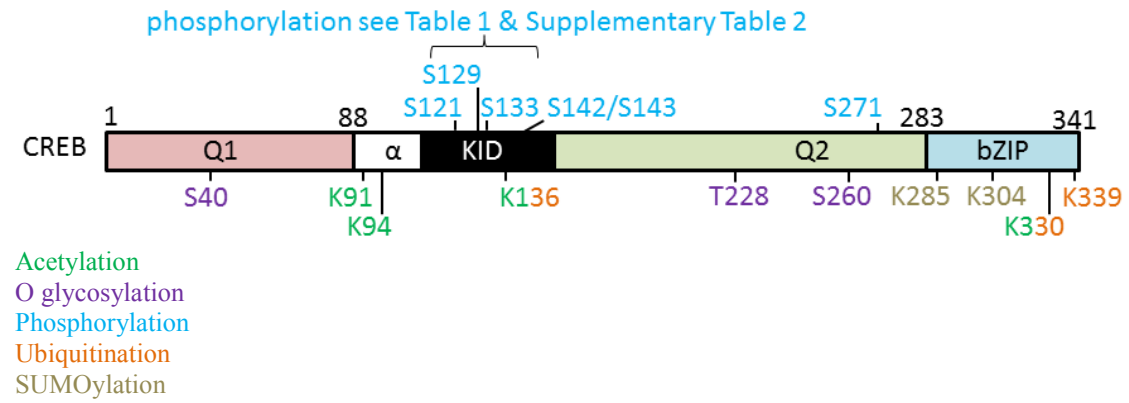 phosphorylation see Table 1 & Supplementary Table 2
S129
S121 S133 S142/S143 S271
1 88 283 341
CREB Q1 α KID Q2 bZIP
S40 K91 K136 T228 S260 K285 K304 K339
K94 K330
Acetylation
O glycosylation
Phosphorylation
Ubiquitination
SUMOylation